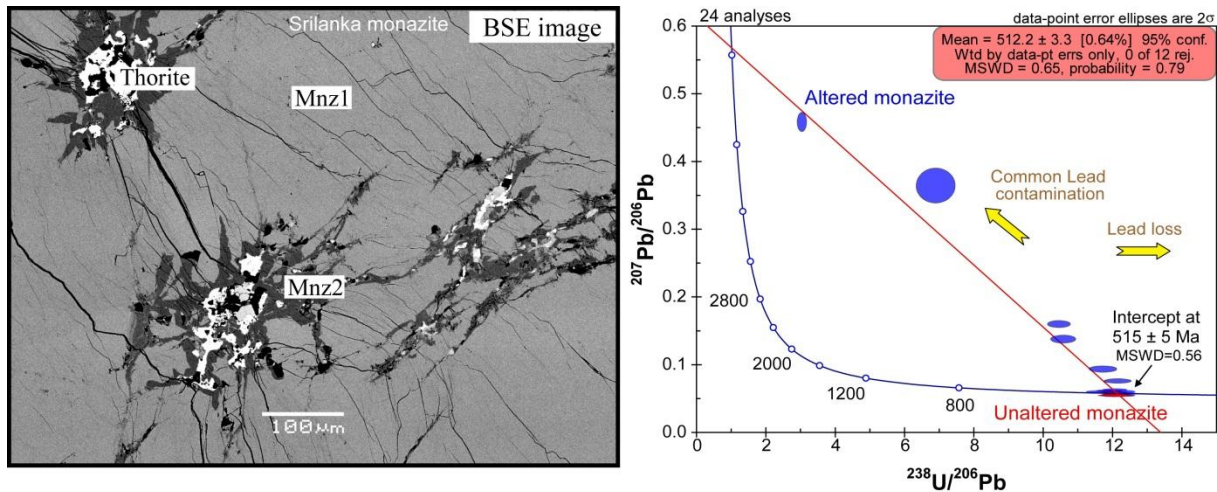 Srilanka monazite
BSE image
Thorite
Mnz1
Mnz2
100μm
24 analyses
data-point error ellipses are 2σ
Mean = 512.2 ± 3.3 [0.64%] 95% conf.
Wtd by data-pt errs only, 0 of 12 rej.
MSWD = 0.65, probability = 0.79
0.6
0.5
0.4
0.3
0.2
0.1
0.0
207Pb/206Pb
Altered monazite
Common Lead
contamination
Lead loss
2800
2000
1200
800
Intercept at
515 ± 5 Ma
MSWD=0.56
Unaltered monazite
0 2 4 6 8 10 12 14
238U/206Pb